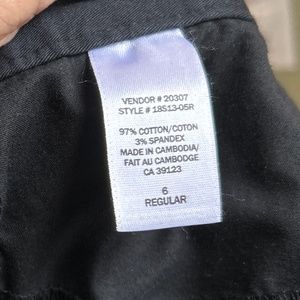 VENDOR # 20307
STYLE # 18S13-05R
97% COTTON/COTON
3% SPANDEX
MADE IN CAMBODIA/
FAIT AU CAMBODGE
CA 39123
6
REGULAR